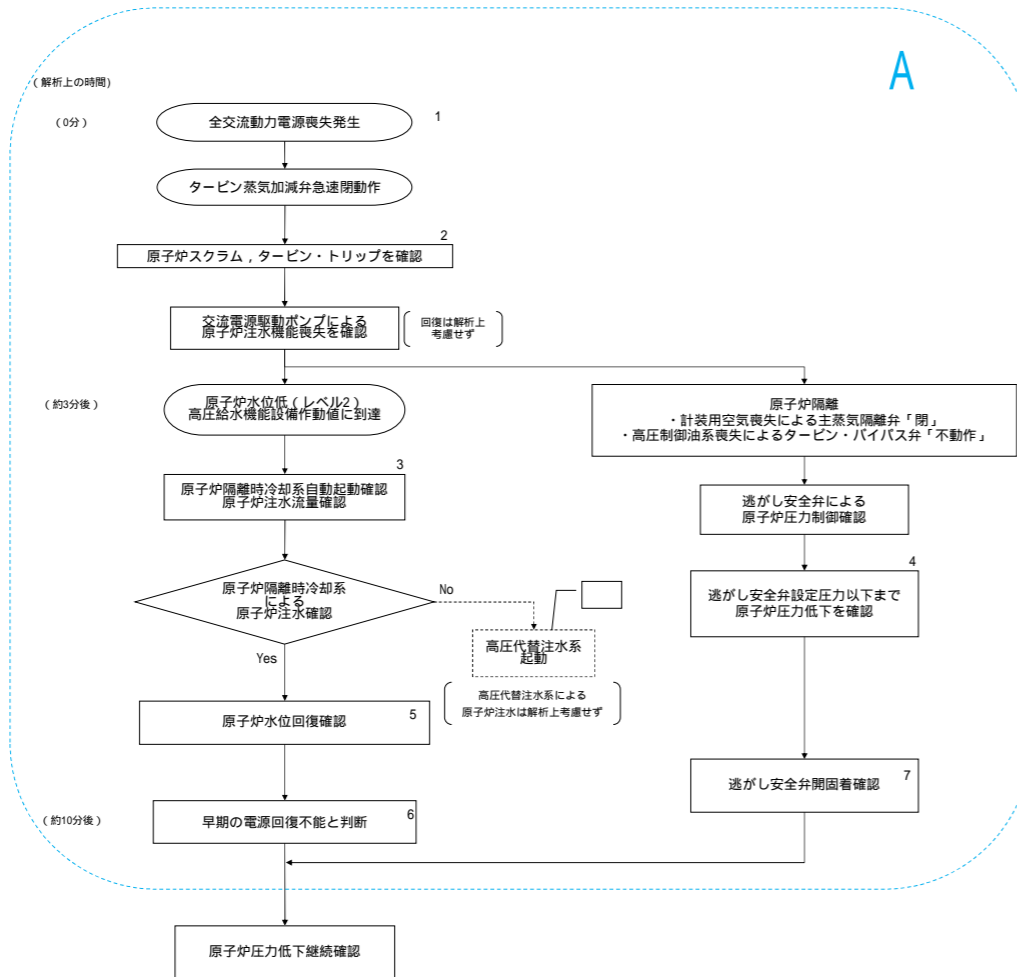 A
(解析上の時間)
(0分)
全交流動力電源喪失発生
1
タービン蒸気加減弁急速閉動作
2
原子炉スクラム，タービン・トリップを確認
交流電源駆動ポンプによる
原子炉注水機能喪失を確認
回復は解析上
考慮せず
(約3分後)
原子炉水位低(レベル2)
高圧給水機能設備作動値に到達
原子炉隔離
・計装用空気喪失による主蒸気隔離弁「閉」
・高圧制御油系喪失によるタービン・バイパス弁「不動作」
3
原子炉隔離時冷却系自動起動確認
原子炉注水流量確認
逃がし安全弁による
原子炉圧力制御確認
4
逃がし安全弁設定圧力以下まで
原子炉圧力低下を確認
原子炉隔離時冷却系
による
原子炉注水確認
No
Yes
高圧代替注水系
起動
高圧代替注水系による
原子炉注水は解析上考慮せず
5
原子炉水位回復確認
7
逃がし安全弁開固着確認
(約10分後)
早期の電源回復不能と判断
6
原子炉圧力低下継続確認